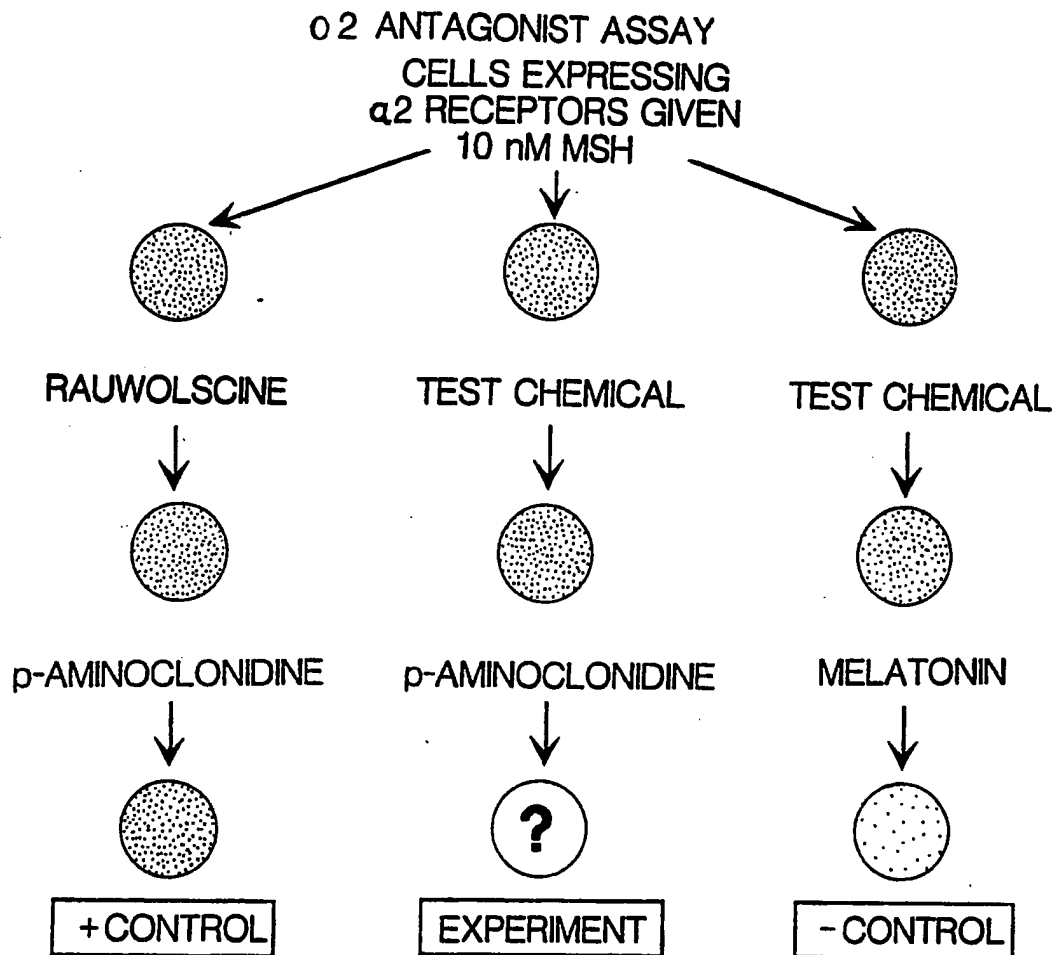 α2 ANTAGONIST ASSAY
CELLS EXPRESSING
α2 RECEPTORS GIVEN
10 nM MSH
RAUWOLSCINE TEST CHEMICAL TEST CHEMICAL
p-AMINOCLONIDINE p-AMINOCLONIDINE MELATONIN
?
+CONTROL EXPERIMENT -CONTROL